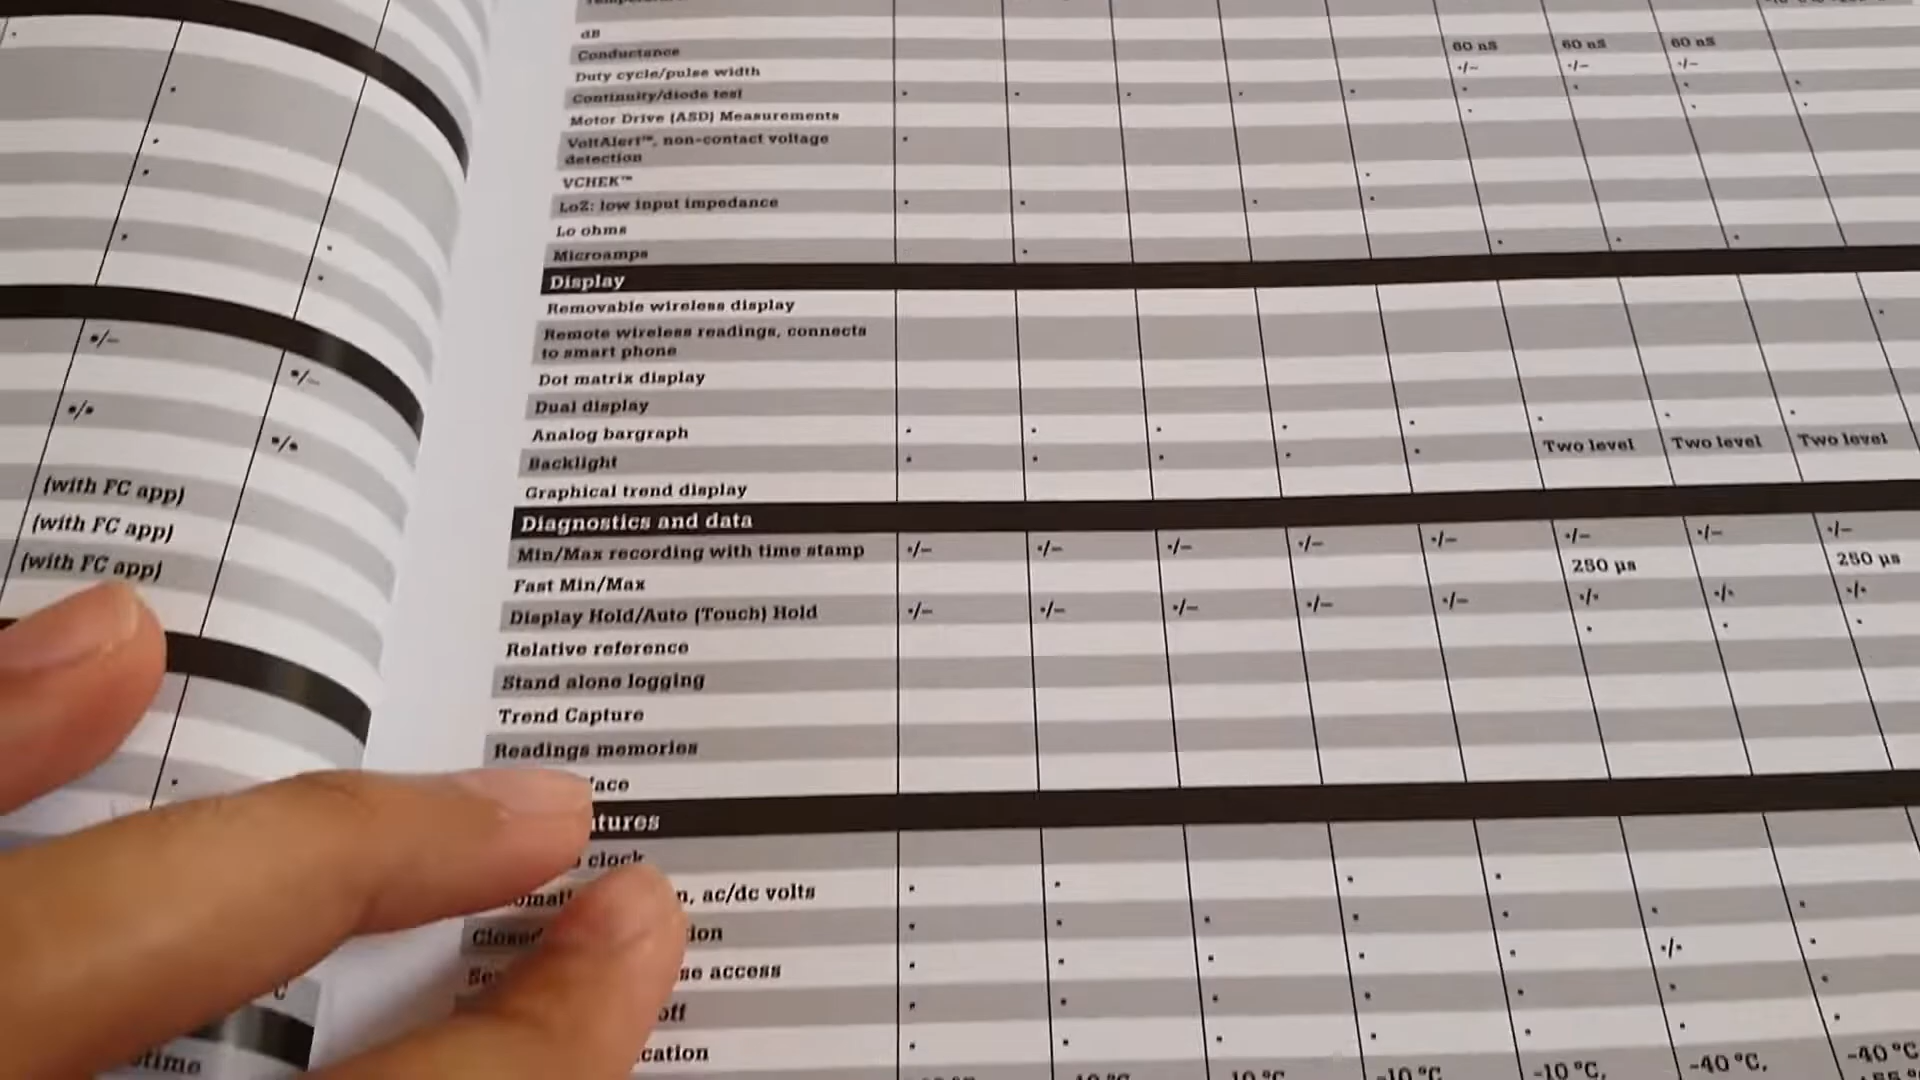 dB
Conductance 60 nS 60 nS 60 nS
Duty cycle/pulse width •/– •/– •/–
Continuity/diode test • • • • • • • • •
Motor Drive (ASD) Measurements • • •
VoltAlert™, non-contact voltage
detection •
VCHEK™ •
LoZ: low input impedance • • • •
Lo ohms
Microamps • • • •
Display
Removable wireless display
Remote wireless readings, connects
to smart phone •
Dot matrix display
Dual display
Analog bargraph • • • • • • • •
Backlight • • • • • Two level Two level Two level
Graphical trend display
Diagnostics and data
Min/Max recording with time stamp •/– •/– •/– •/– •/– •/– •/– •/–
Fast Min/Max 250 µs 250 µs
Display Hold/Auto (Touch) Hold •/– •/– •/– •/– •/– •/• •/• •/•
Relative reference • • •
Stand alone logging
Trend Capture
Readings memories
ac/dc volts
access
-10 °C -10 °C, -40 °C, -40 °C
•/– •/–
•/• •/•
(with FC app)
(with FC app)
(with FC app)